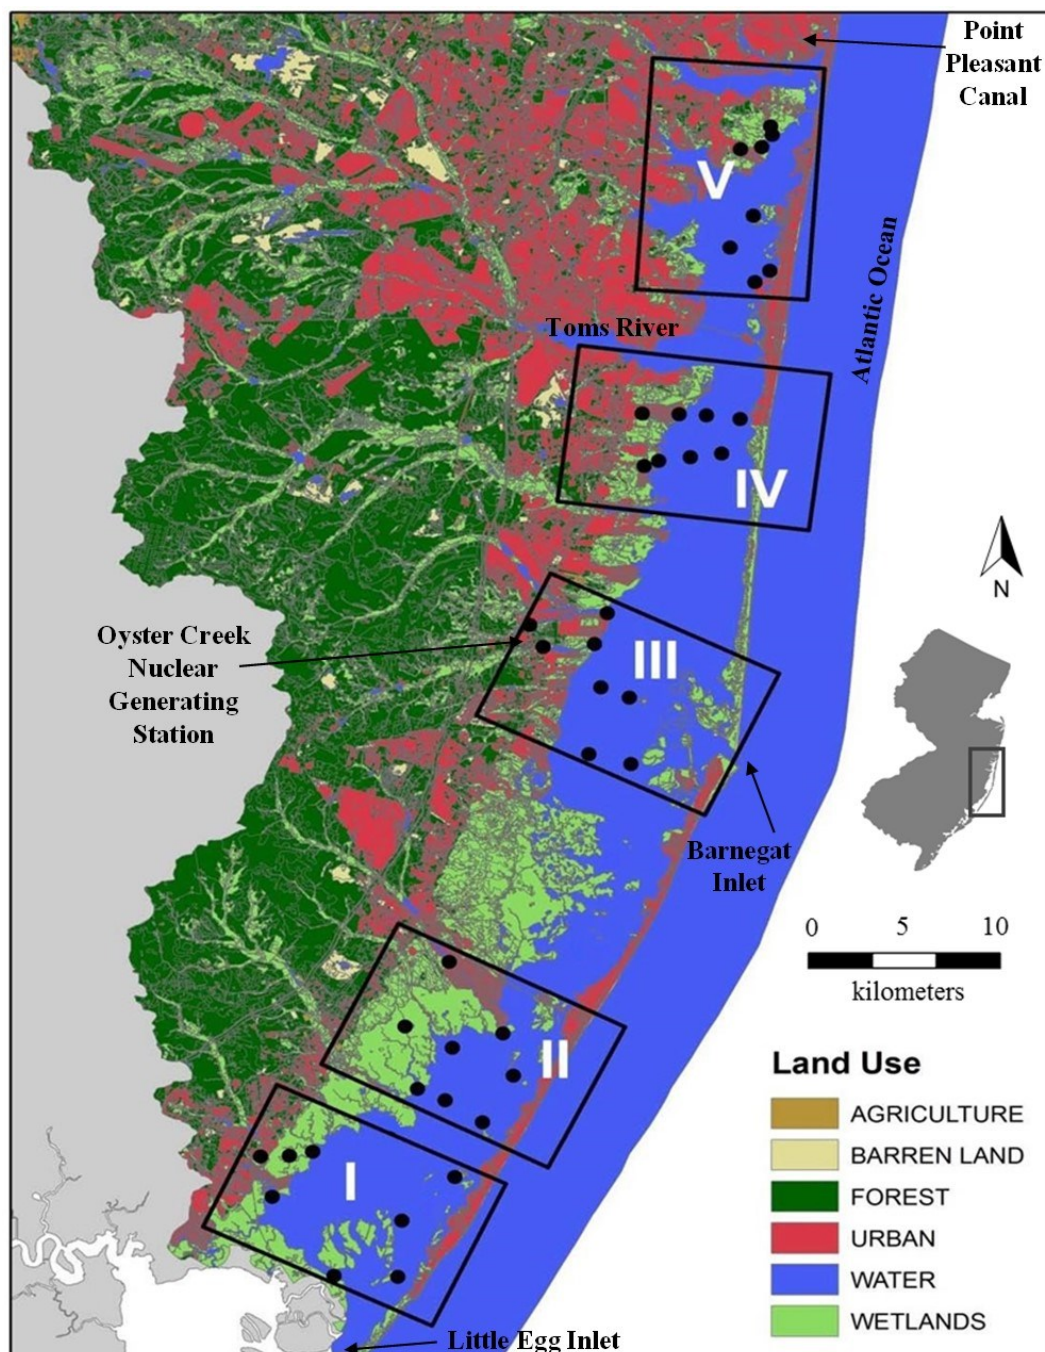 Point
Pleasant
Canal
V
Atlantic Ocean
Toms River
IV
N
Oyster Creek
Nuclear
Generating
Station
III
Barnegat
Inlet
0 5 10
kilometers
II
I
Land Use
AGRICULTURE
BARREN LAND
FOREST
URBAN
WATER
WETLANDS
Little Egg Inlet